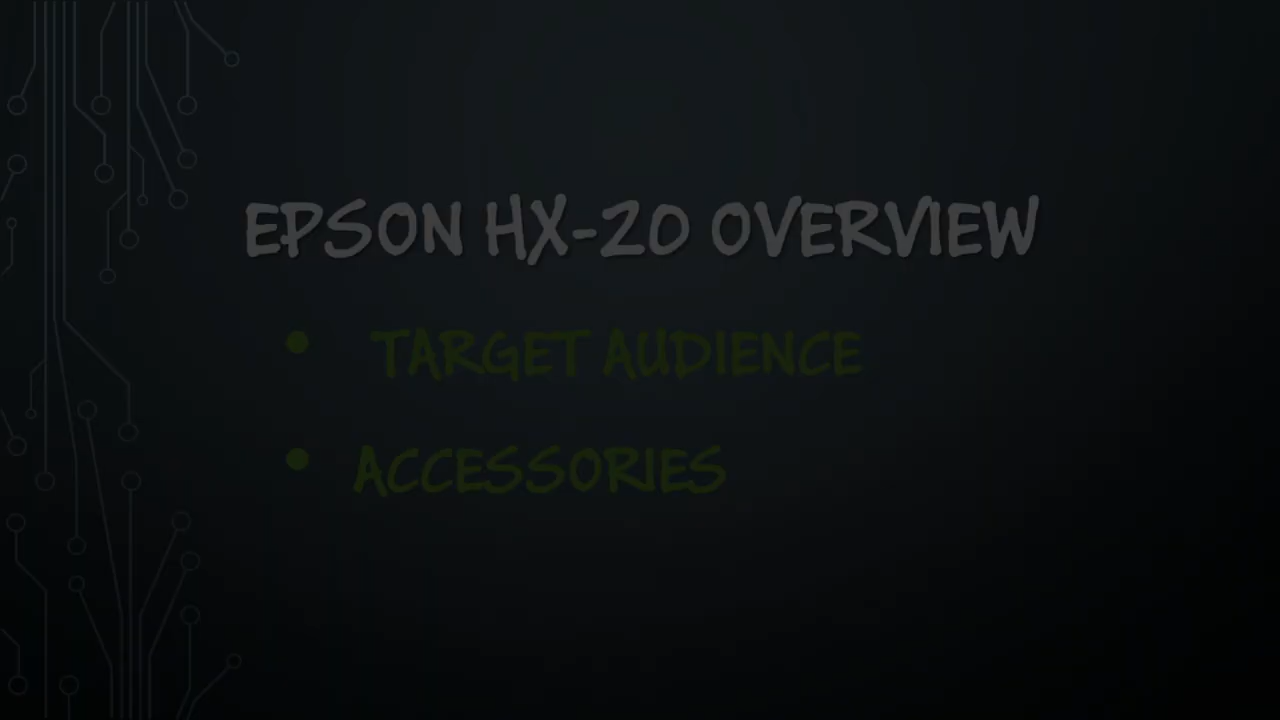 EPSON HX-20 OVERVIEW
• TARGET AUDIENCE
• ACCESSORIES